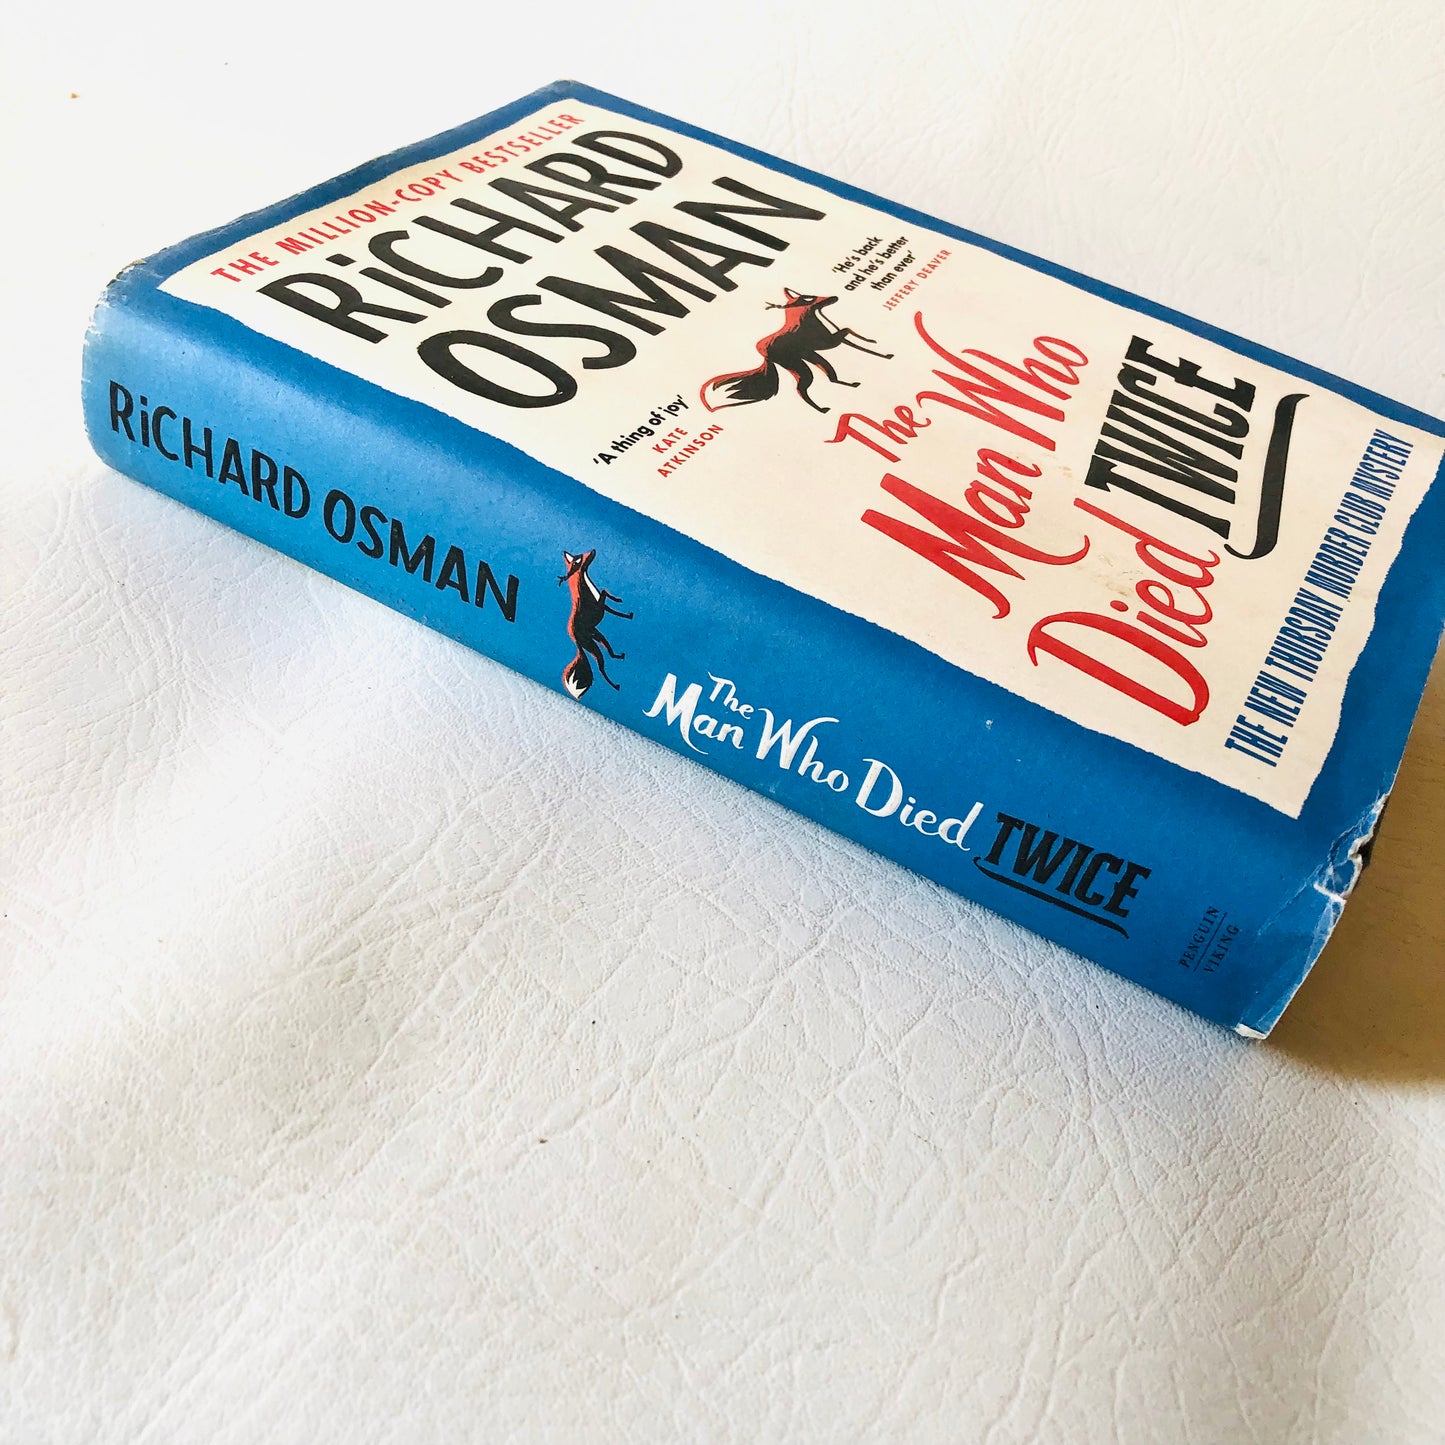 THE MILLION-COPY BESTSELLER
RiCHARD
OSMAN
'He's back
and he's better
than ever'
JEFFERY DEAVER
'A thing of joy'
KATE
ATKINSON
The
Man Who
Died TWICE
THE NEW THURSDAY MURDER CLUB MYSTERY
RiCHARD OSMAN
The
Man Who Died TWICE
PENGUIN
VIKING